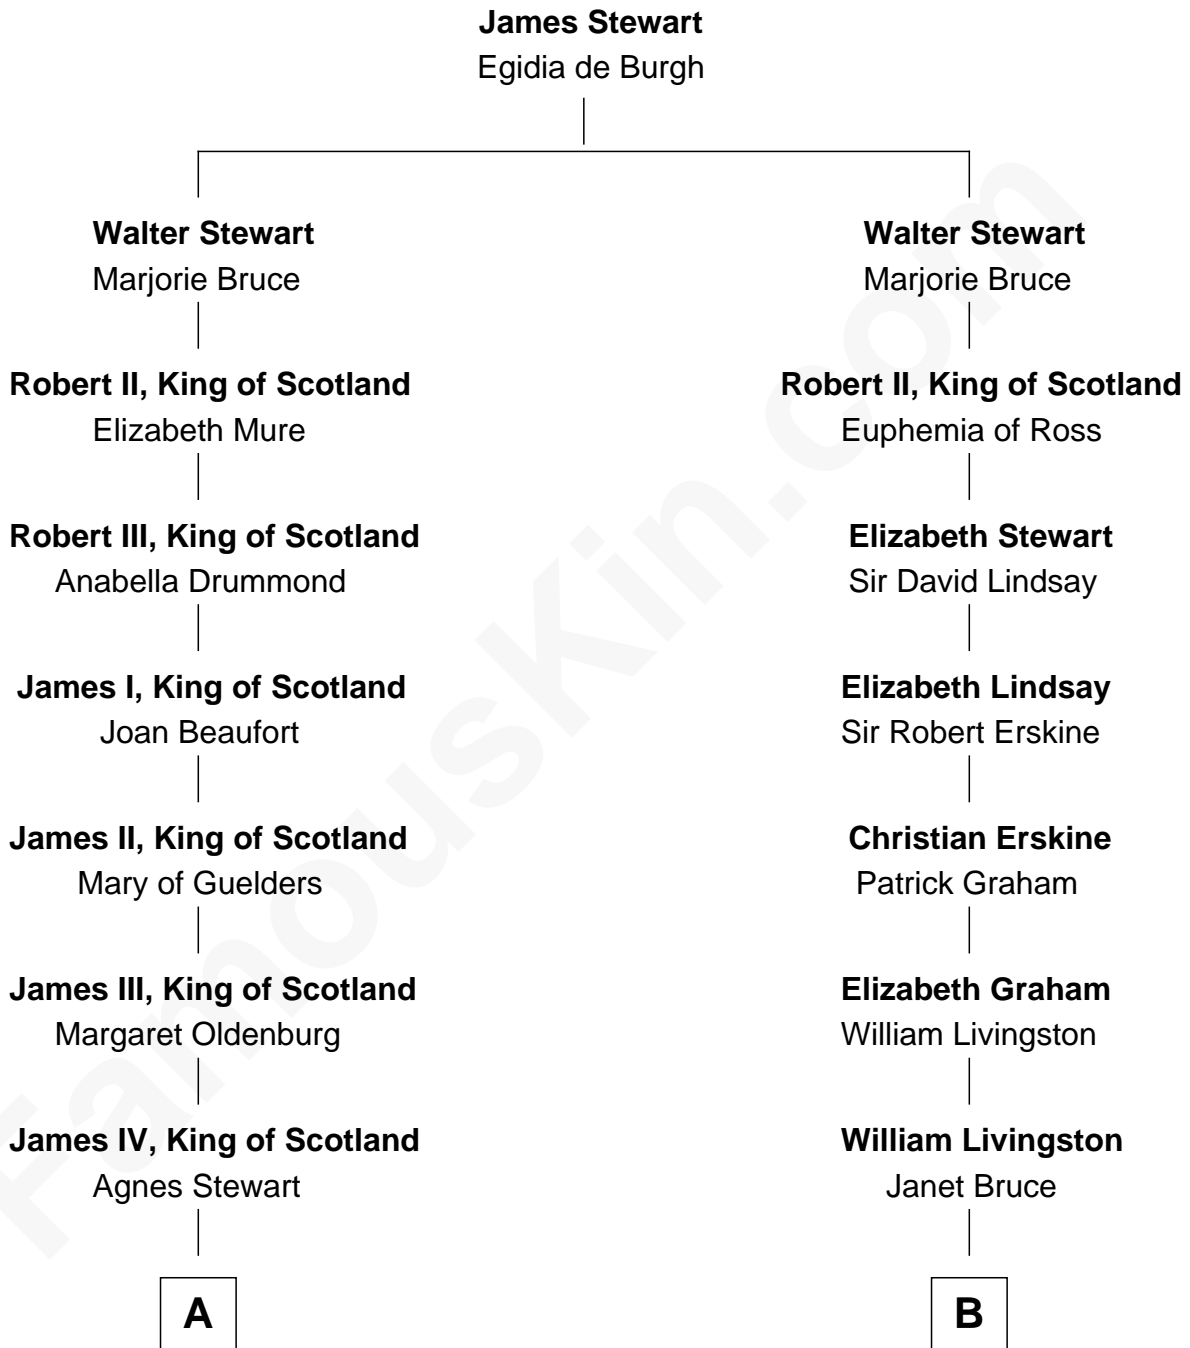 James Stewart
Egidia de Burgh
Walter Stewart
Marjorie Bruce
Robert II, King of Scotland
Elizabeth Mure
Robert III, King of Scotland
Anabella Drummond
James I, King of Scotland
Joan Beaufort
James II, King of Scotland
Mary of Guelders
James III, King of Scotland
Margaret Oldenburg
James IV, King of Scotland
Agnes Stewart
A
Walter Stewart
Marjorie Bruce
Robert II, King of Scotland
Euphemia of Ross
Elizabeth Stewart
Sir David Lindsay
Elizabeth Lindsay
Sir Robert Erskine
Christian Erskine
Patrick Graham
Elizabeth Graham
William Livingston
William Livingston
Janet Bruce
B
FamousKin.com